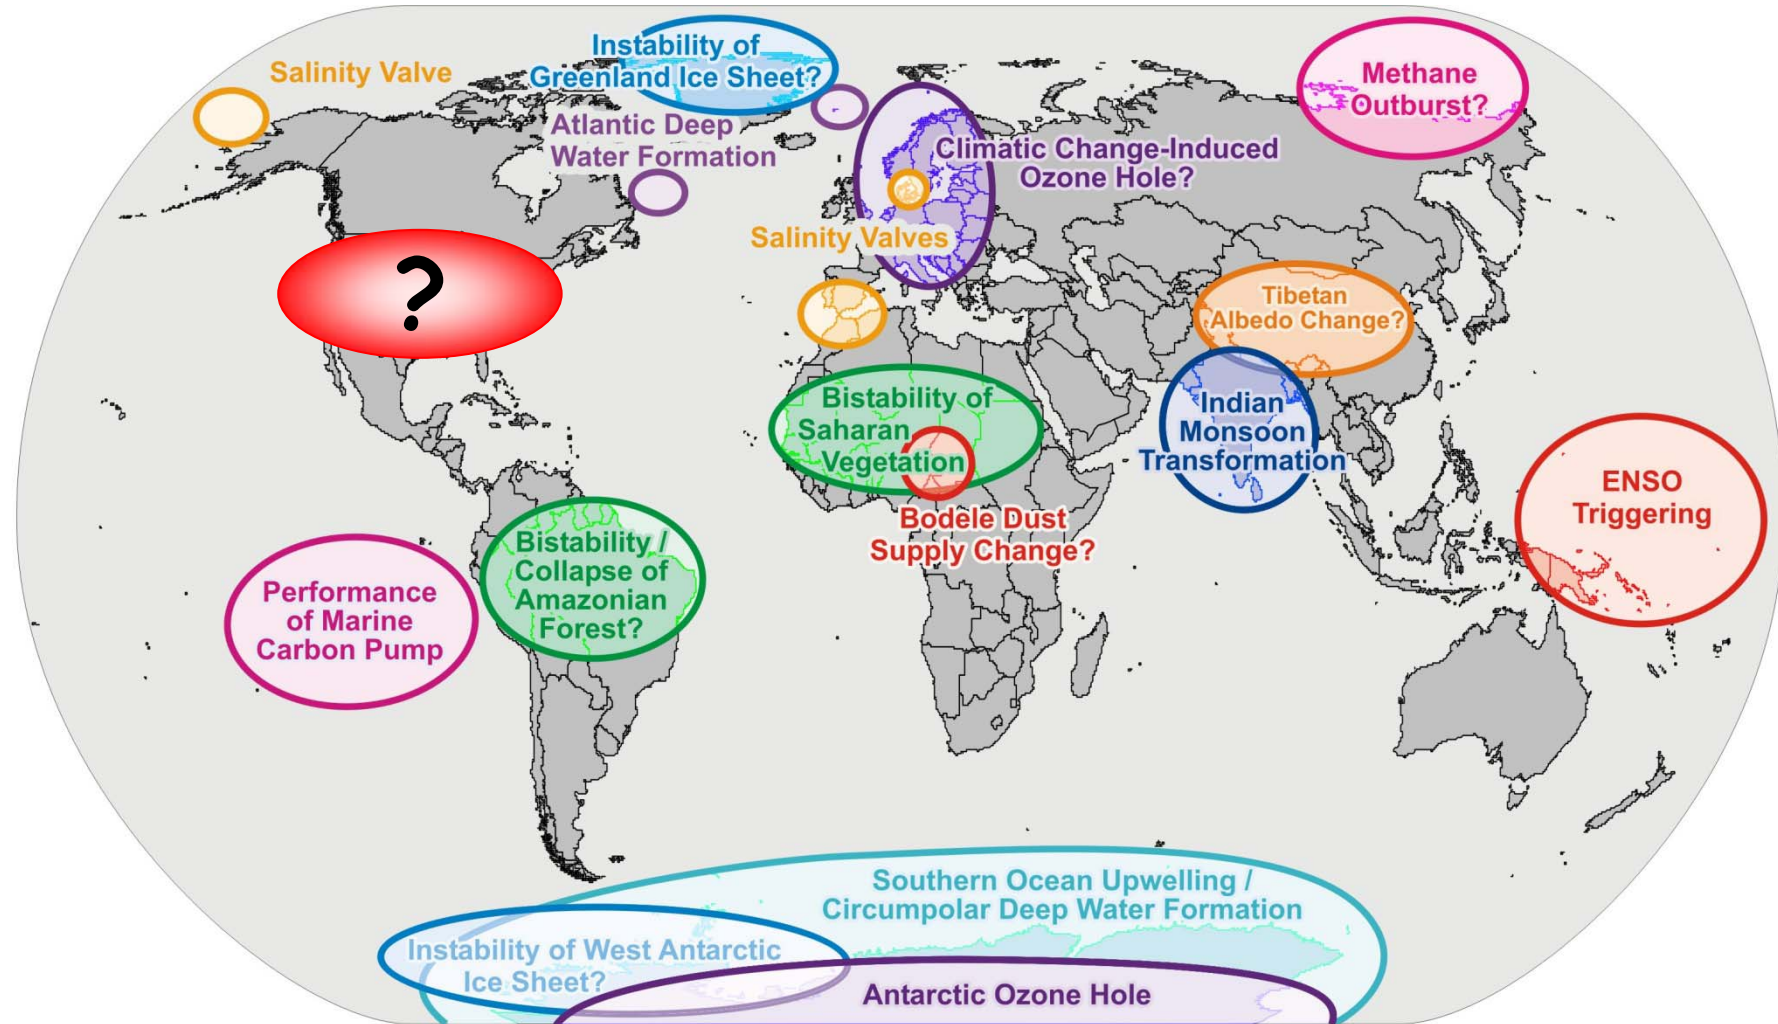 Instability of
Greenland Ice Sheet?
Salinity Valve
Methane
Outburst?
Atlantic Deep
Water Formation
Climatic Change-Induced
Ozone Hole?
Salinity Valves
?
Tibetan
Albedo Change?
Bistability of
Saharan
Vegetation
Indian
Monsoon
Transformation
ENSO
Triggering
Bodele Dust
Supply Change?
Bistability /
Collapse of
Amazonian
Forest?
Performance
of Marine
Carbon Pump
Southern Ocean Upwelling /
Circumpolar Deep Water Formation
Instability of West Antarctic
Ice Sheet?
Antarctic Ozone Hole